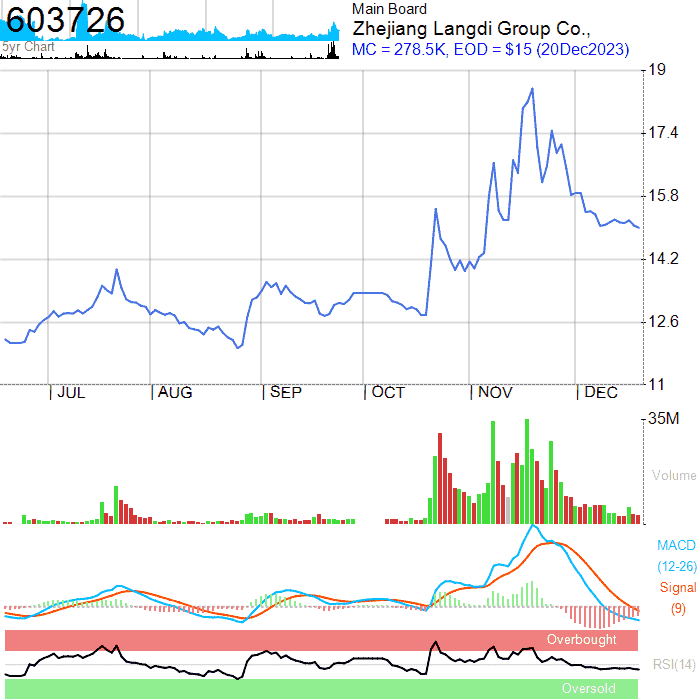 603726
5yr Chart
Main Board
Zhejiang Langdi Group Co.,
MC = 278.5K, EOD = $15 (20Dec2023)
19
17.4
15.8
14.2
12.6
11
JUL AUG SEP OCT NOV DEC
35M
Volume
MACD
(12-26)
Signal
(9)
Overbought
RSI(14)
Oversold